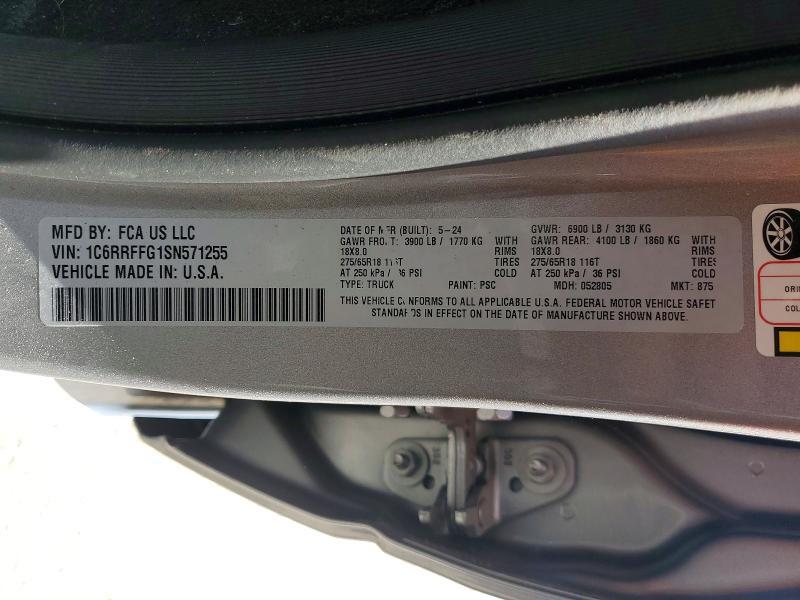 MFD BY: FCA US LLC
VIN: 1C6RRFFG1SN571255
VEHICLE MADE IN: U.S.A.
DATE OF MFR (BUILT): 5-24
GAWR FRONT: 3900 LB / 1770 KG WITH
18X8.0 RIMS
275/65R18 116T TIRES
AT 250 kPa / 36 PSI COLD
TYPE: TRUCK PAINT: PSC
GVWR: 6900 LB / 3130 KG
GAWR REAR: 4100 LB / 1860 KG WITH
18X8.0 RIMS
275/65R18 116T TIRES
AT 250 kPa / 36 PSI COLD
MDH: 052805 MKT: 875
THIS VEHICLE CONFORMS TO ALL APPLICABLE U.S.A. FEDERAL MOTOR VEHICLE SAFET
STANDARDS IN EFFECT ON THE DATE OF MANUFACTURE SHOWN ABOVE.
308
308